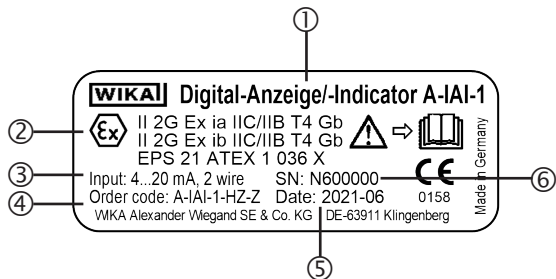 ①
WIKA Digital-Anzeige/-Indicator A-IAI-1
② Ex II 2G Ex ia IIC/IIB T4 Gb
II 2G Ex ib IIC/IIB T4 Gb
EPS 21 ATEX 1 036 X
③ Input: 4...20 mA, 2 wire SN: N600000 CE ⑥
④ Order code: A-IAI-1-HZ-Z Date: 2021-06 0158
WIKA Alexander Wiegand SE & Co. KG DE-63911 Klingenberg
Made in Germany
⑤